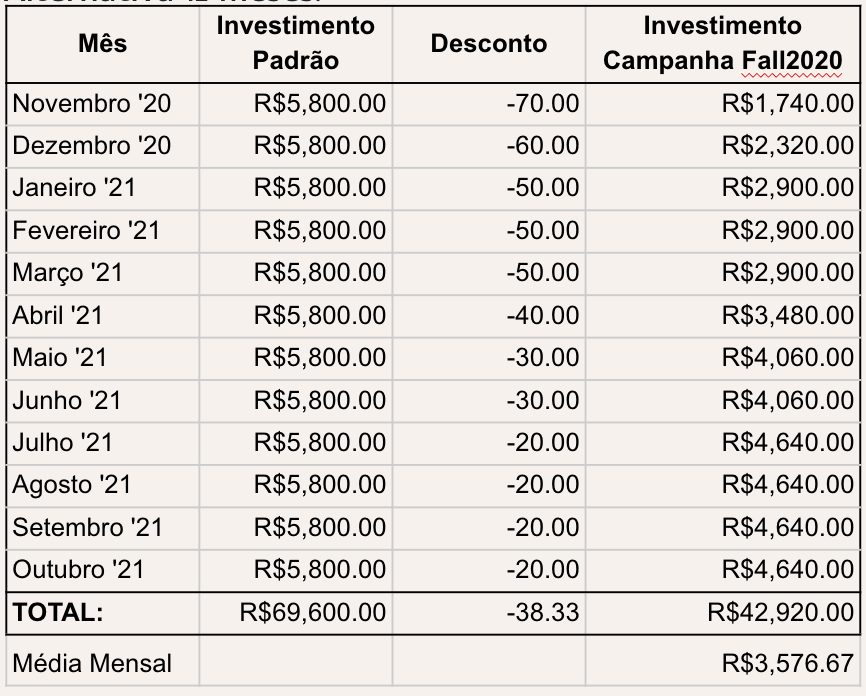 Alternativa 12 meses:
Mês Investimento Padrão Desconto Investimento Campanha Fall2020
Novembro '20 R$5,800.00 -70.00 R$1,740.00
Dezembro '20 R$5,800.00 -60.00 R$2,320.00
Janeiro '21 R$5,800.00 -50.00 R$2,900.00
Fevereiro '21 R$5,800.00 -50.00 R$2,900.00
Março '21 R$5,800.00 -50.00 R$2,900.00
Abril '21 R$5,800.00 -40.00 R$3,480.00
Maio '21 R$5,800.00 -30.00 R$4,060.00
Junho '21 R$5,800.00 -30.00 R$4,060.00
Julho '21 R$5,800.00 -20.00 R$4,640.00
Agosto '21 R$5,800.00 -20.00 R$4,640.00
Setembro '21 R$5,800.00 -20.00 R$4,640.00
Outubro '21 R$5,800.00 -20.00 R$4,640.00
TOTAL: R$69,600.00 -38.33 R$42,920.00
Média Mensal R$3,576.67